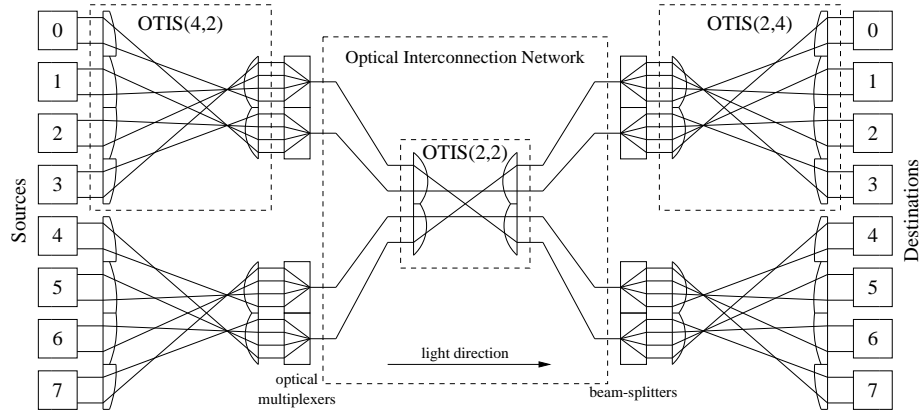 OTIS(4,2)
OTIS(2,4)
Optical Interconnection Network
OTIS(2,2)
Sources
0
1
2
3
4
5
6
7
optical
multiplexers
light direction
beam-splitters
0
1
2
3
4
5
6
7
Destinations